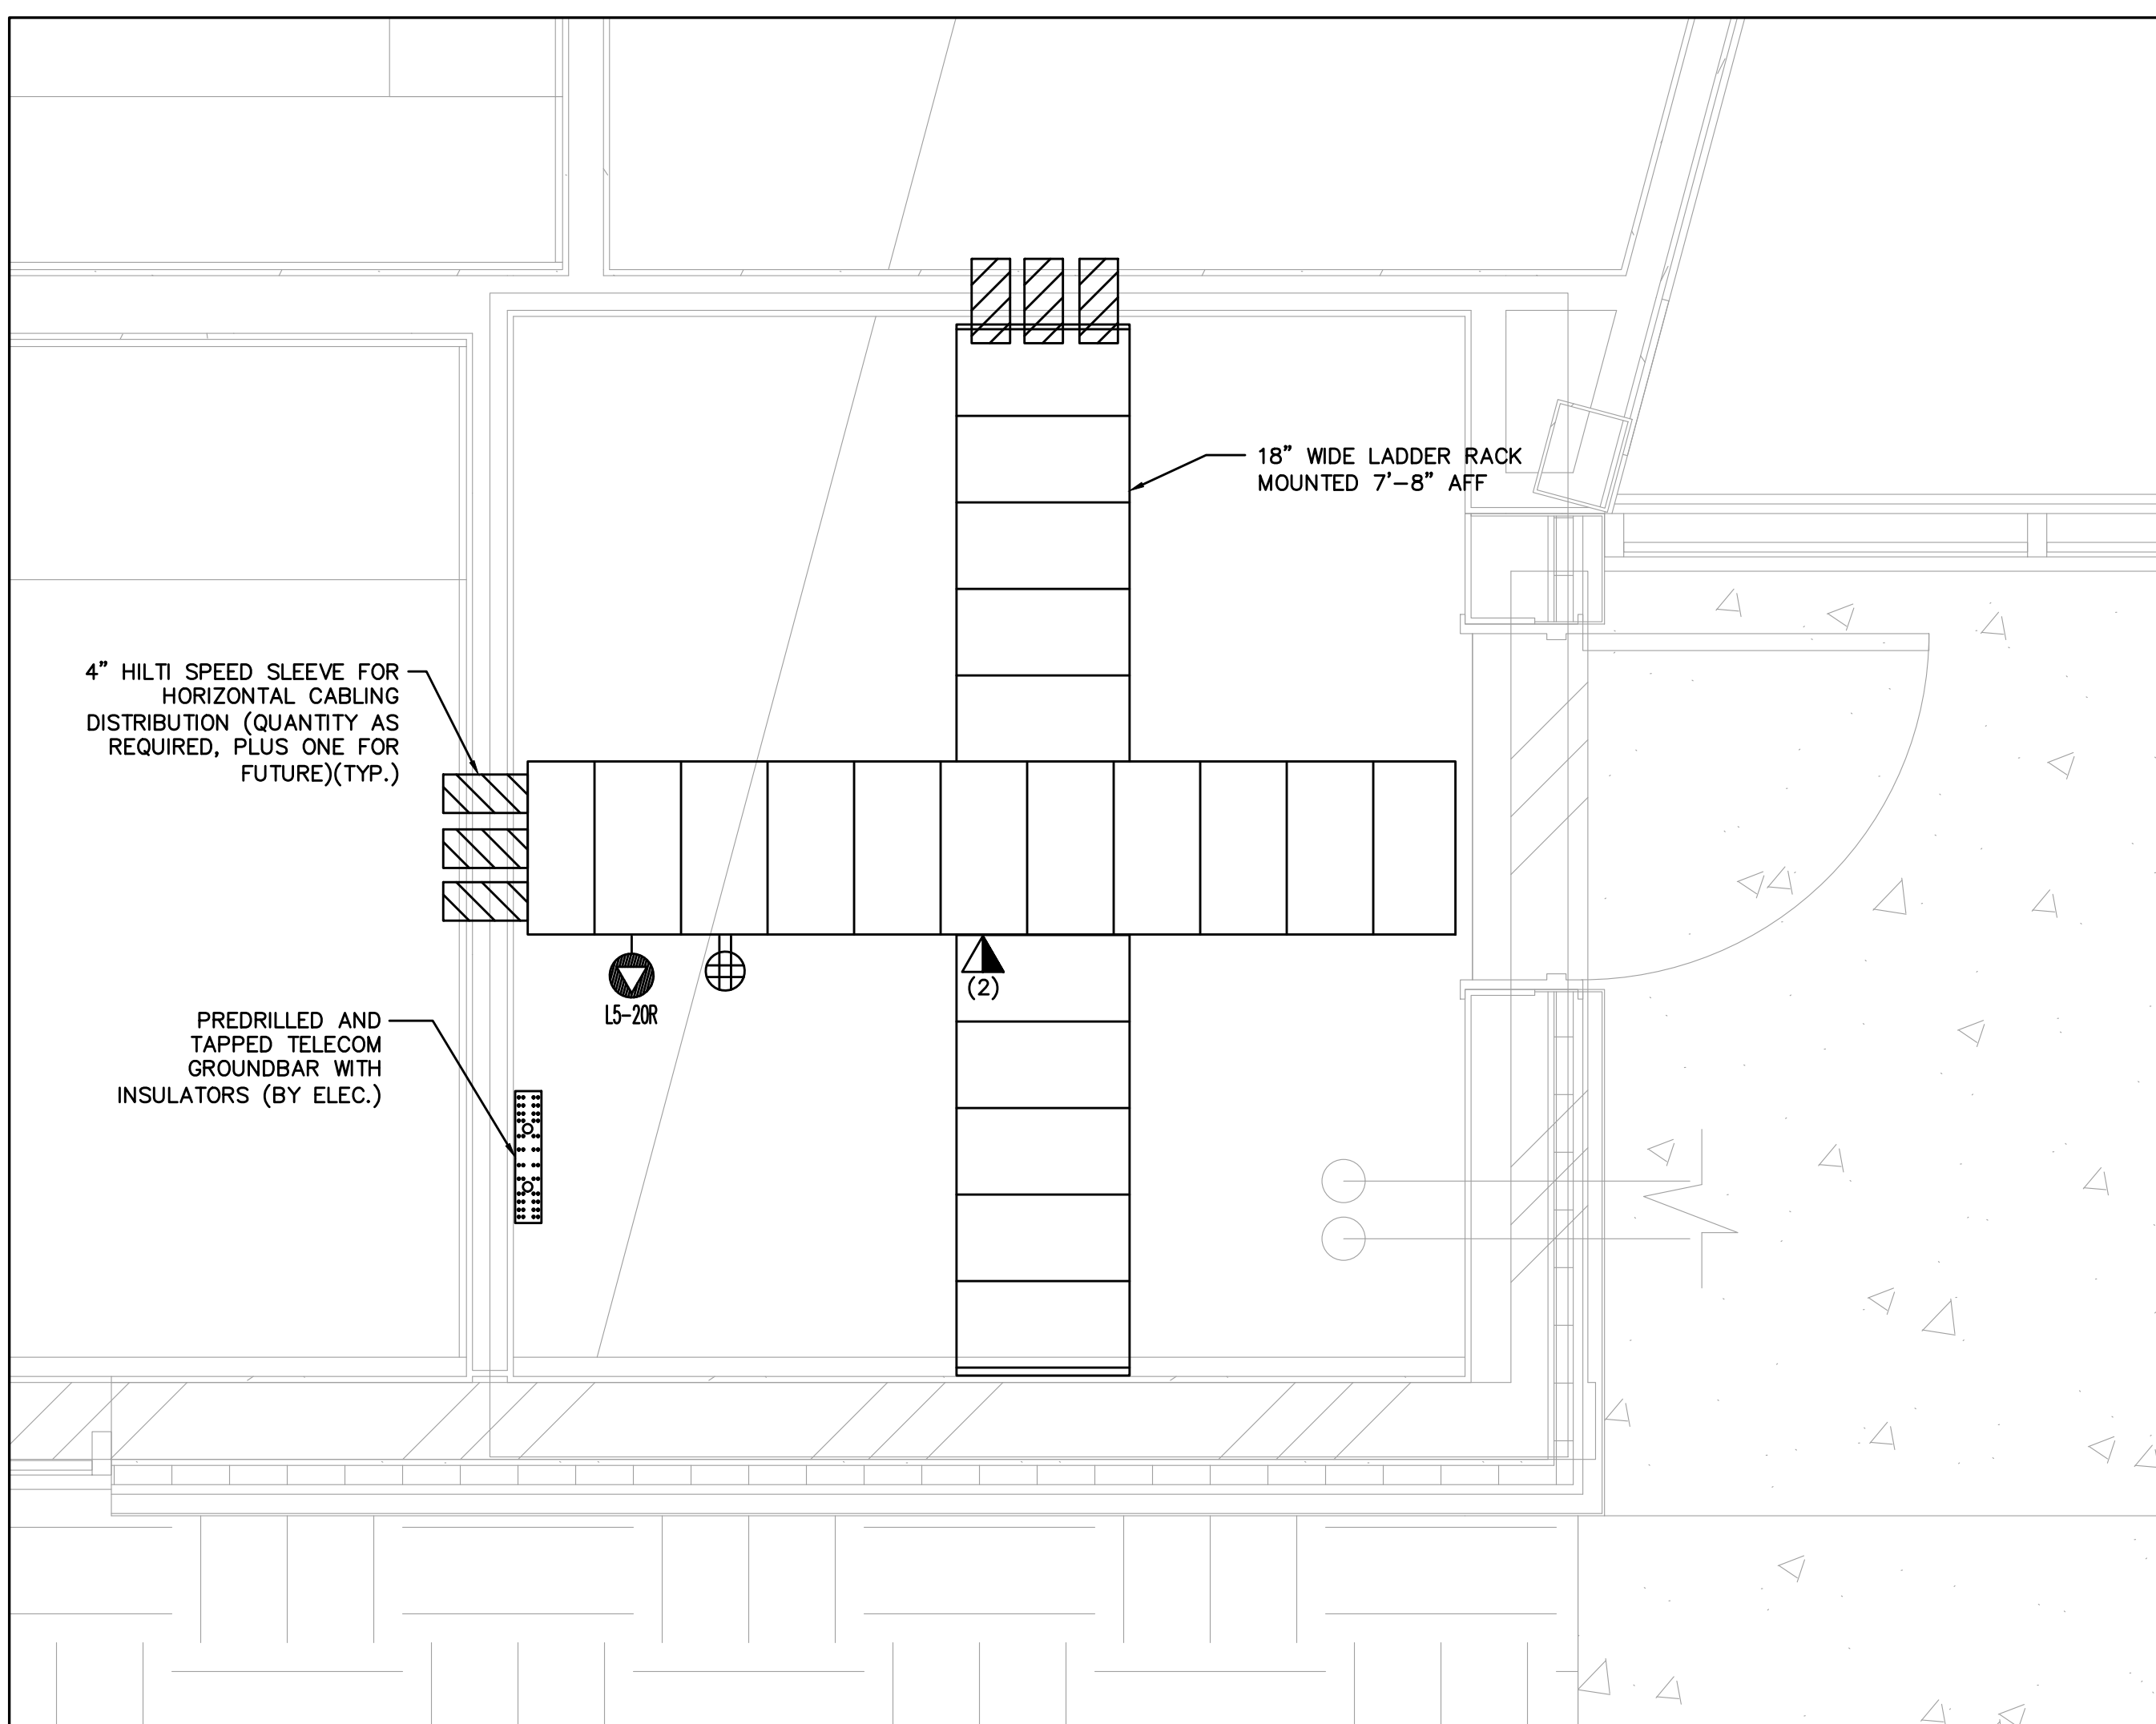 18" WIDE LADDER RACK
MOUNTED 7'-8" AFF
4" HILTI SPEED SLEEVE FOR
HORIZONTAL CABLING
DISTRIBUTION (QUANTITY AS
REQUIRED, PLUS ONE FOR
FUTURE)(TYP.)
(2)
L5-20R
PREDRILLED AND
TAPPED TELECOM
GROUNDBAR WITH
INSULATORS (BY ELEC.)